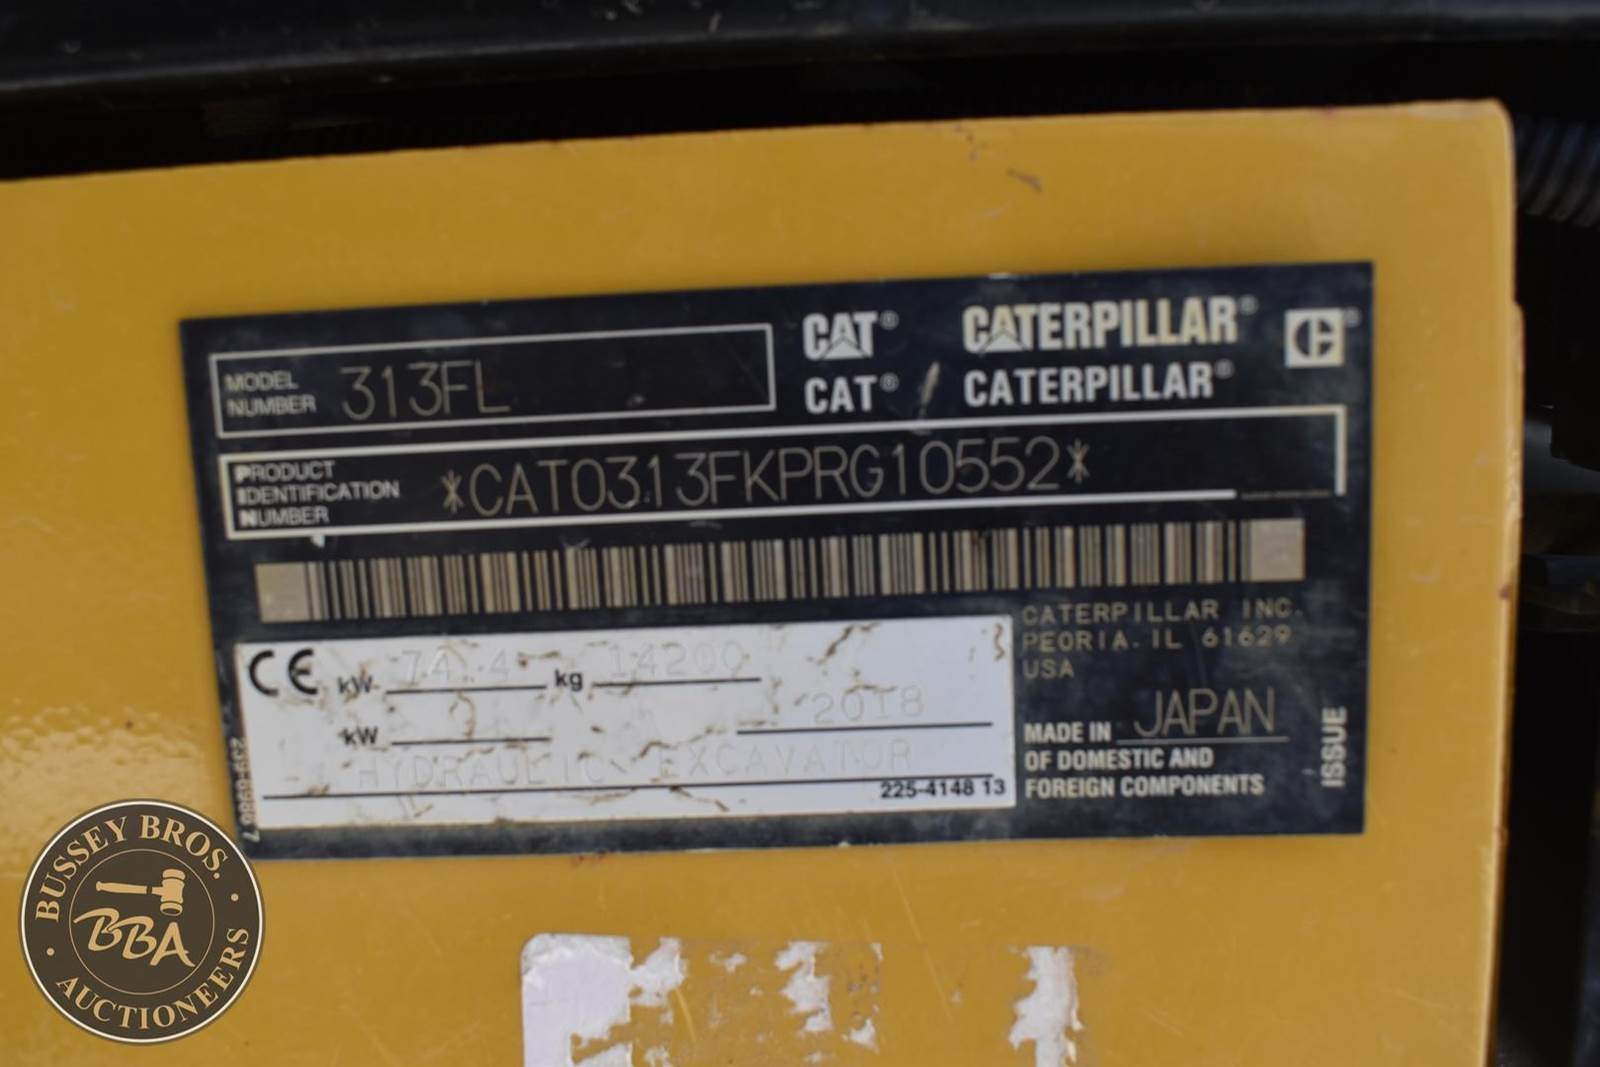 MODEL NUMBER 313FL
CAT® CATERPILLAR®
CAT® CATERPILLAR®
PRODUCT IDENTIFICATION NUMBER *CAT0313FKPRG10552*
CATERPILLAR INC.
PEORIA. IL 61629
USA
CE kW 74.4 kg 14200
kW 2018
HYDRAULIC EXCAVATOR
225-4148 13
MADE IN JAPAN
OF DOMESTIC AND
FOREIGN COMPONENTS
ISSUE
BUSSEY BROS.
BBA
AUCTIONEERS